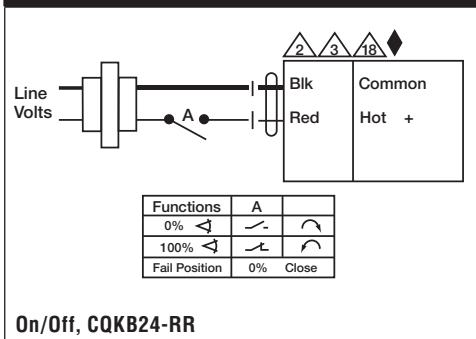 2 3 18
Line Volts
Blk Common
A
Red Hot +
Functions A
0%
100%
Fail Position 0% Close
On/Off, CQKB24-RR